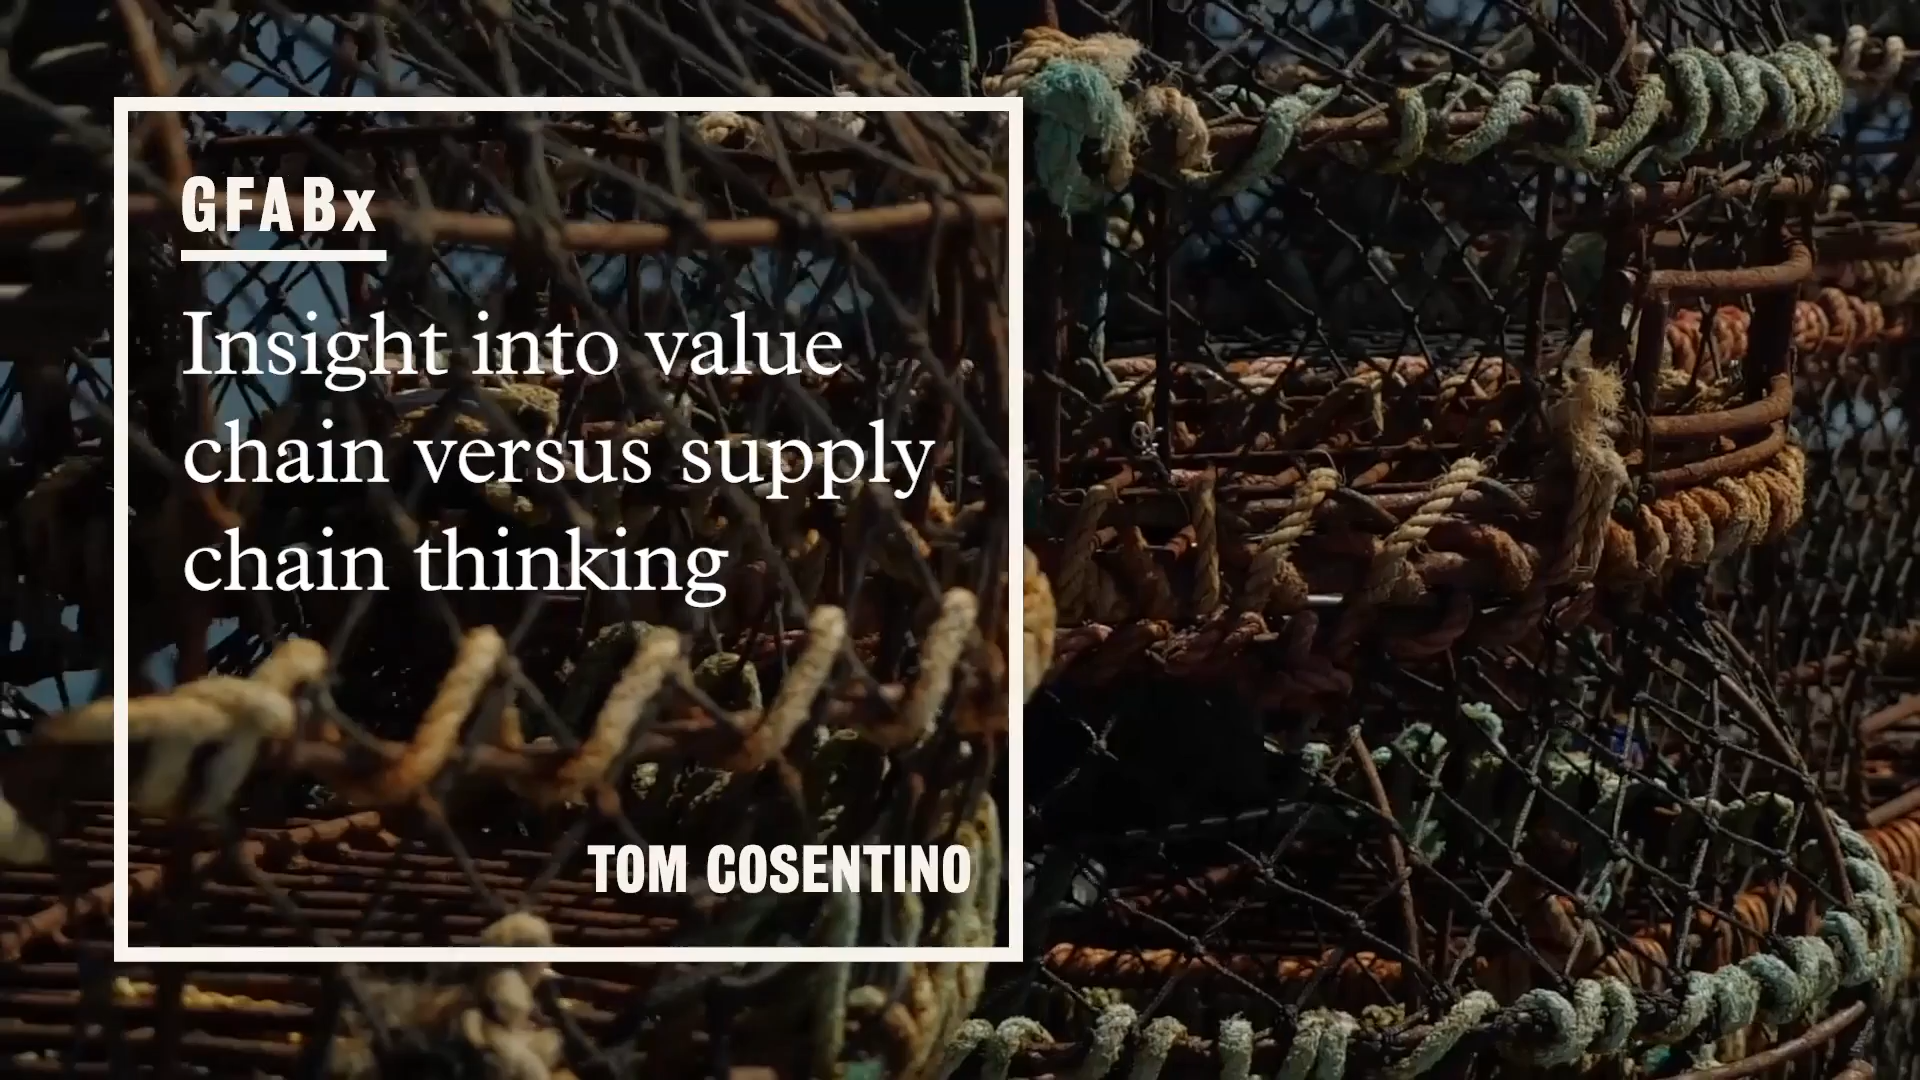 GFABx
Insight into value
chain versus supply
chain thinking
TOM COSENTINO